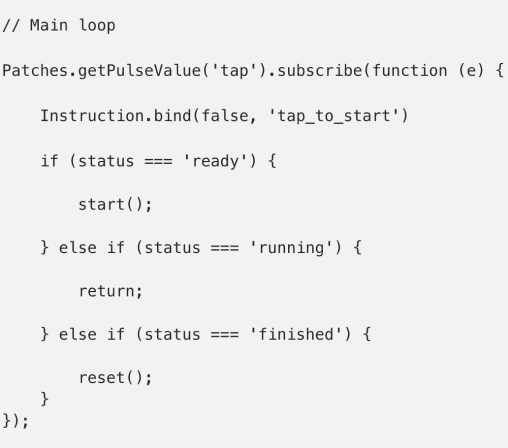 // Main loop
Patches.getPulseValue('tap').subscribe(function (e) {
    Instruction.bind(false, 'tap_to_start')
    if (status === 'ready') {
        start();
    } else if (status === 'running') {
        return;
    } else if (status === 'finished') {
        reset();
    }
});